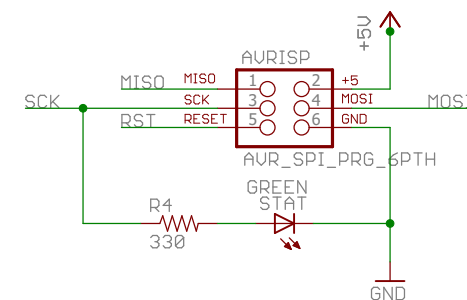 +5V
AVRISP
MISO MISO 1 2 +5
SCK SCK 3 4 MOSI MOSI
RST RESET 5 6 GND
AVR_SPI_PRG_6PTH
GREEN
STAT
R4
330
GND